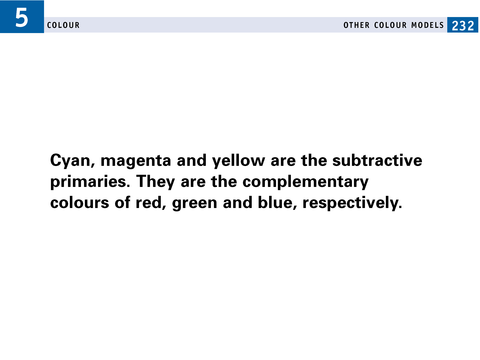 5
COLOUR
OTHER COLOUR MODELS 232
Cyan, magenta and yellow are the subtractive
primaries. They are the complementary
colours of red, green and blue, respectively.